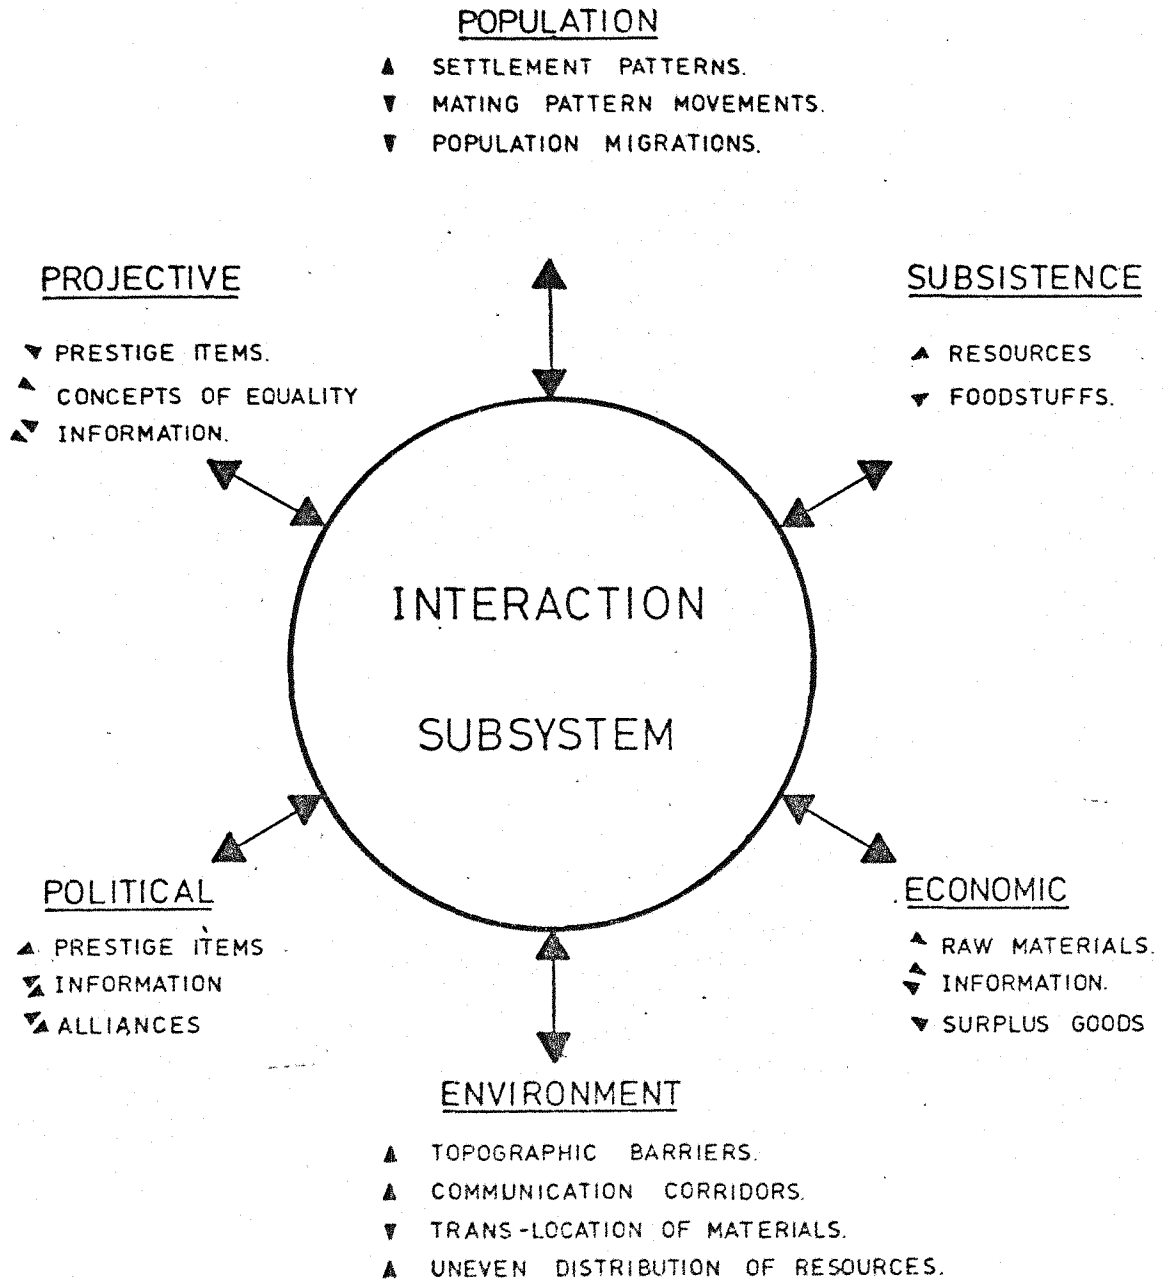 POPULATION
SETTLEMENT PATTERNS.
MATING PATTERN MOVEMENTS.
POPULATION MIGRATIONS.
PROJECTIVE
PRESTIGE ITEMS.
CONCEPTS OF EQUALITY
INFORMATION.
SUBSISTENCE
RESOURCES
FOODSTUFFS.
INTERACTION
SUBSYSTEM
POLITICAL
PRESTIGE ITEMS
INFORMATION
ALLIANCES
ECONOMIC
RAW MATERIALS.
INFORMATION.
SURPLUS GOODS
ENVIRONMENT
TOPOGRAPHIC BARRIERS.
COMMUNICATION CORRIDORS.
TRANS-LOCATION OF MATERIALS.
UNEVEN DISTRIBUTION OF RESOURCES.